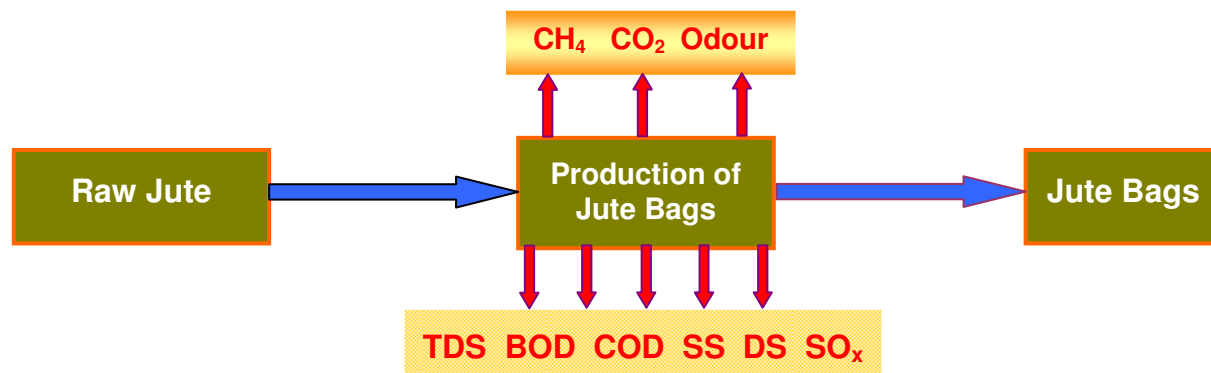 CH₄ CO₂ Odour
Raw Jute
Production of
Jute Bags
Jute Bags
TDS BOD COD SS DS SOₓ